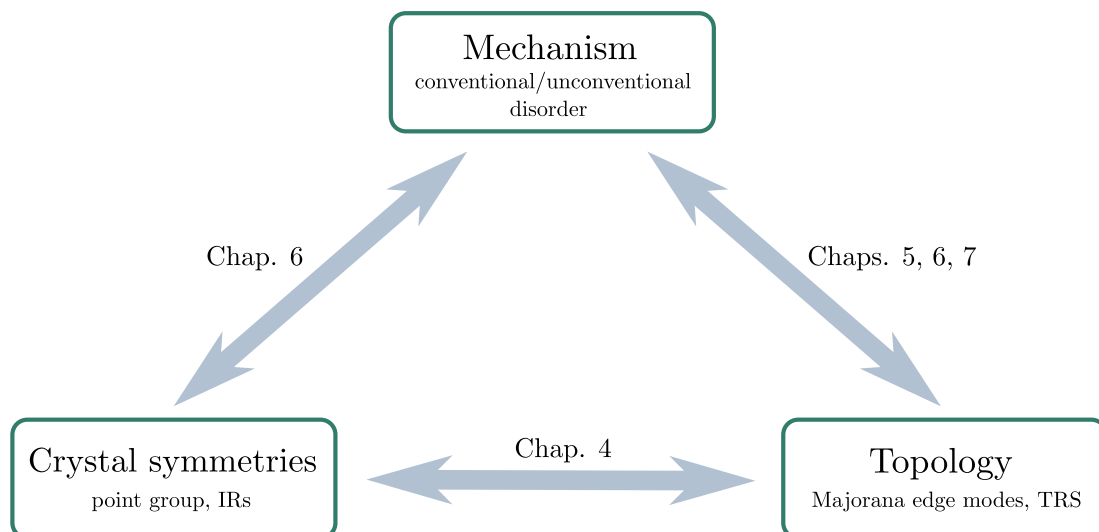 Mechanism
conventional/unconventional
disorder
Chap. 6
Chaps. 5, 6, 7
Chap. 4
Crystal symmetries
point group, IRs
Topology
Majorana edge modes, TRS